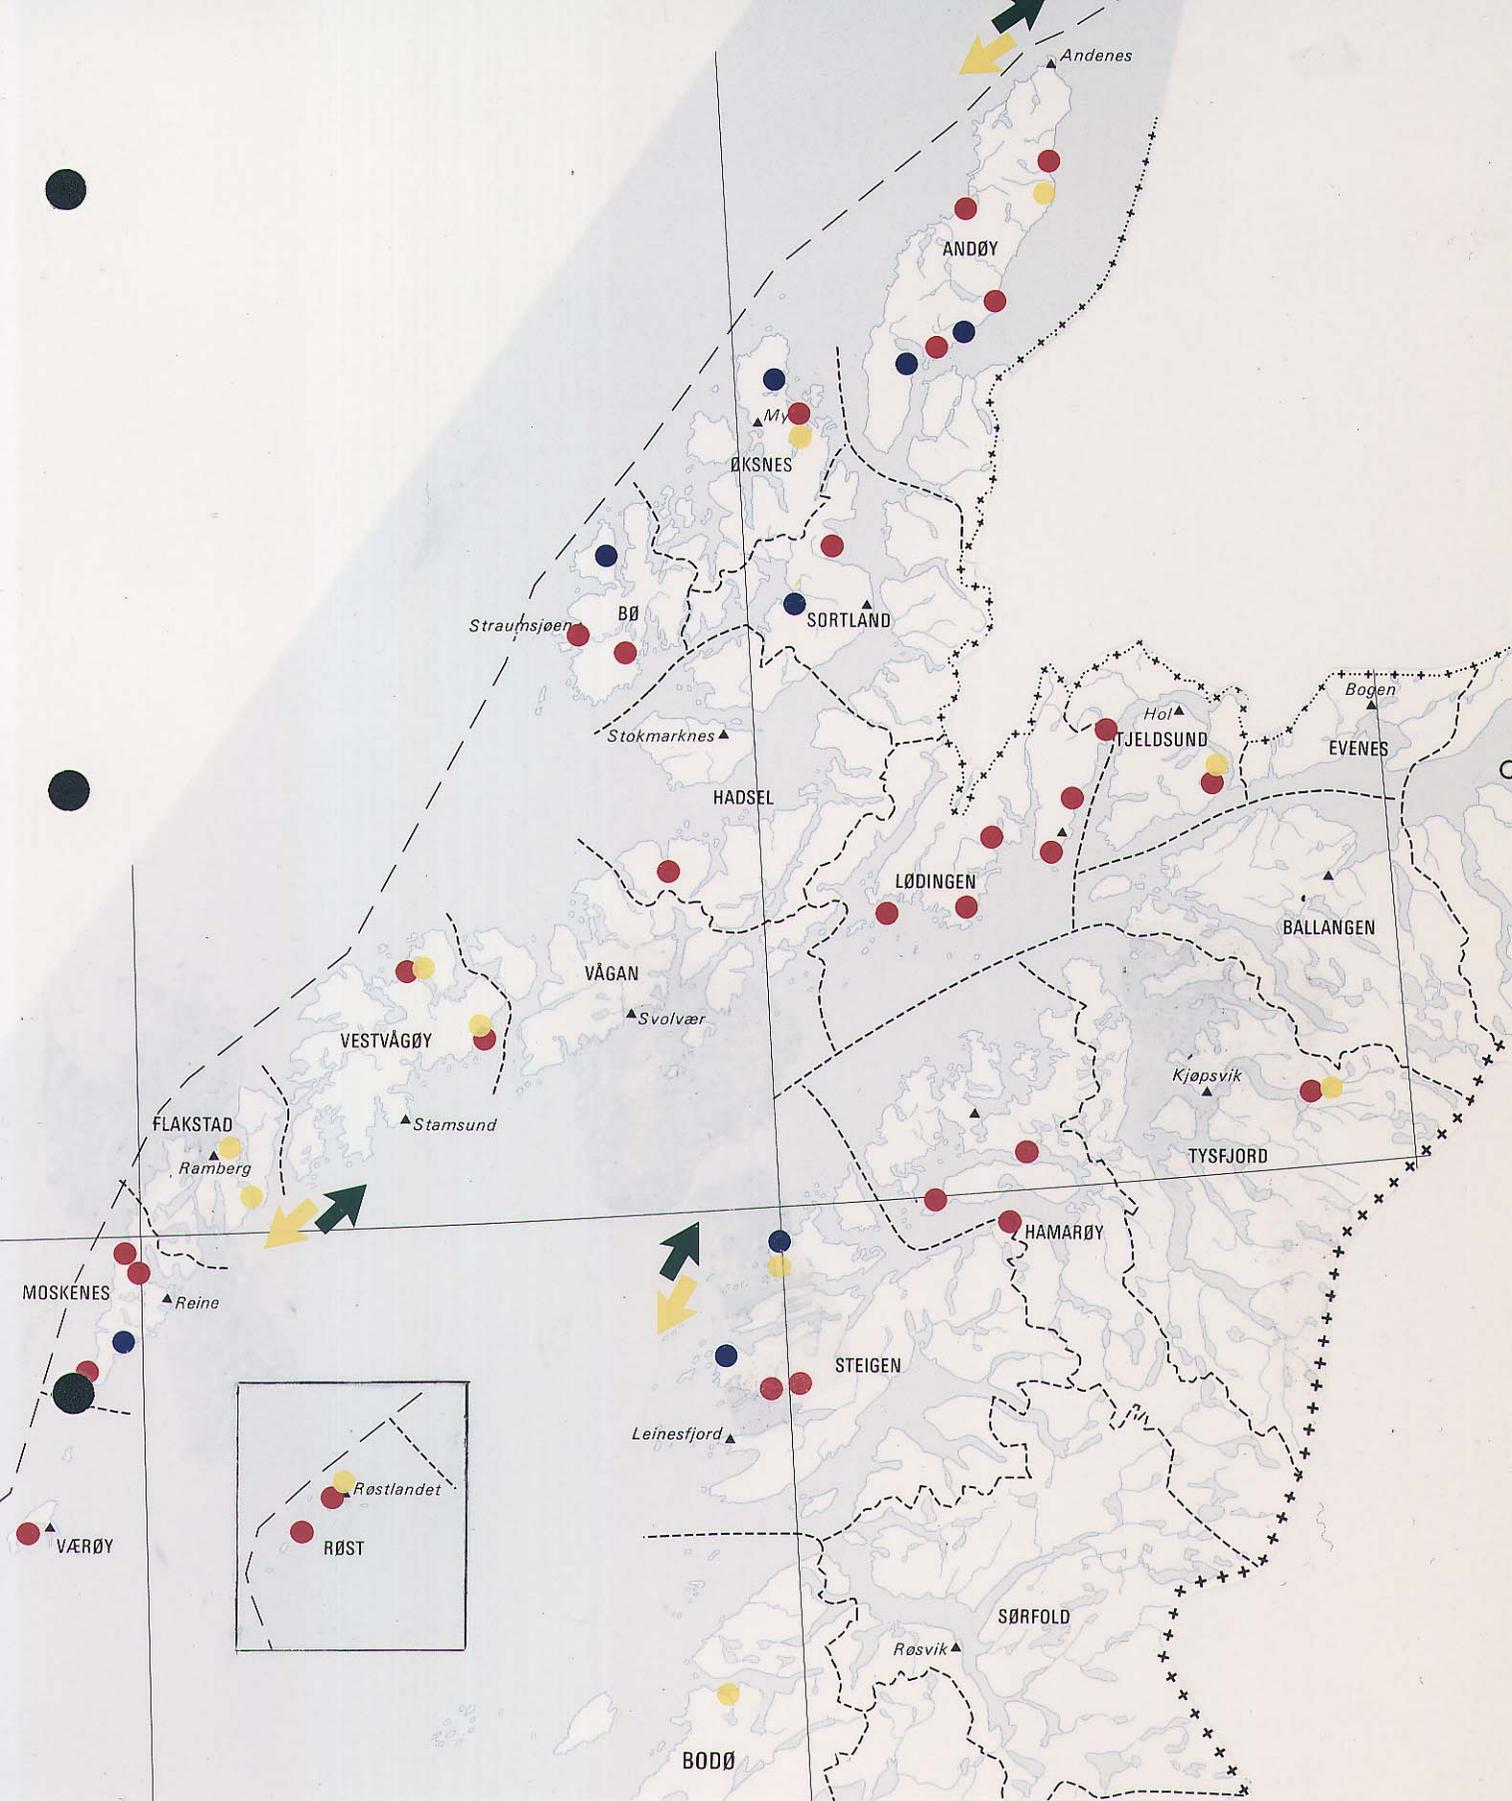 Andenes
ANDØY
My
ØKSNES
BØ
Straumsjøen
SORTLAND
Bogen
Hol
Stokmarknes
TJELDSUND
EVENES
HADSEL
LØDINGEN
BALLANGEN
VÅGAN
Svolvær
VESTVÅGØY
Kjøpsvik
FLAKSTAD
Stamsund
TYSFJORD
Ramberg
HAMARØY
MOSKENES
Reine
STEIGEN
Leinesfjord
Røstlandet
VÆRØY
RØST
SØRFOLD
Røsvik
BODØ